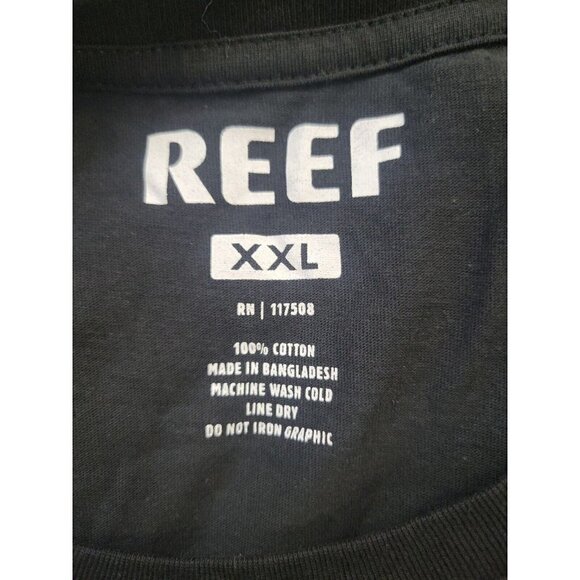 REEF
XXL
RN | 117508
100% COTTON
MADE IN BANGLADESH
MACHINE WASH COLD
LINE DRY
DO NOT IRON GRAPHIC